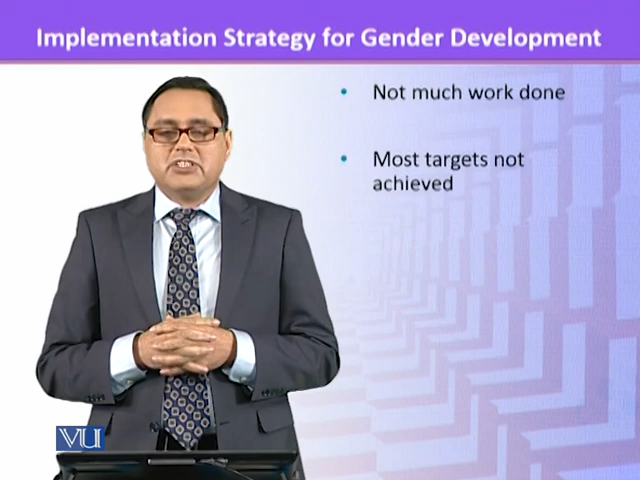 Implementation Strategy for Gender Development
• Not much work done
• Most targets not
achieved
VU